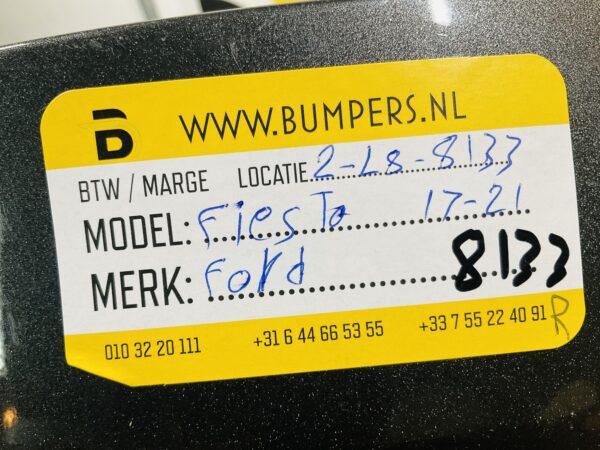 B WWW.BUMPERS.NL
BTW / MARGE LOCATIE 2-L8-8133
MODEL: Fiesta 17-21
MERK: Ford 8133
010 32 20 111 +31 6 44 66 53 55 +33 7 55 22 40 91 R